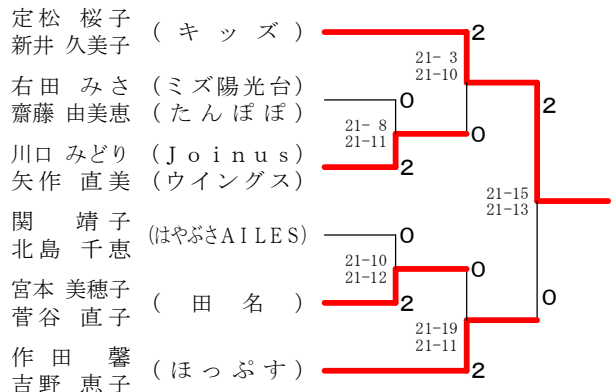 定松 桜子 (キッズ) 2
新井 久美子
21- 3
21-10
2
右田 みさ (ミズ陽光台) 0
齋藤 由美恵 (たんぽぽ)
21- 8
21-11
0
川口 みどり (Joinus) 2
矢作 直美 (ウイングス)
21-15
21-13
関 靖子 (はやぶさAILES) 0
北島 千恵
21-10
21-12
0
宮本 美穂子 (田名) 2
菅谷 直子
0
21-19
21-11
作田 馨 (ほっぷす) 2
吉野 恵子